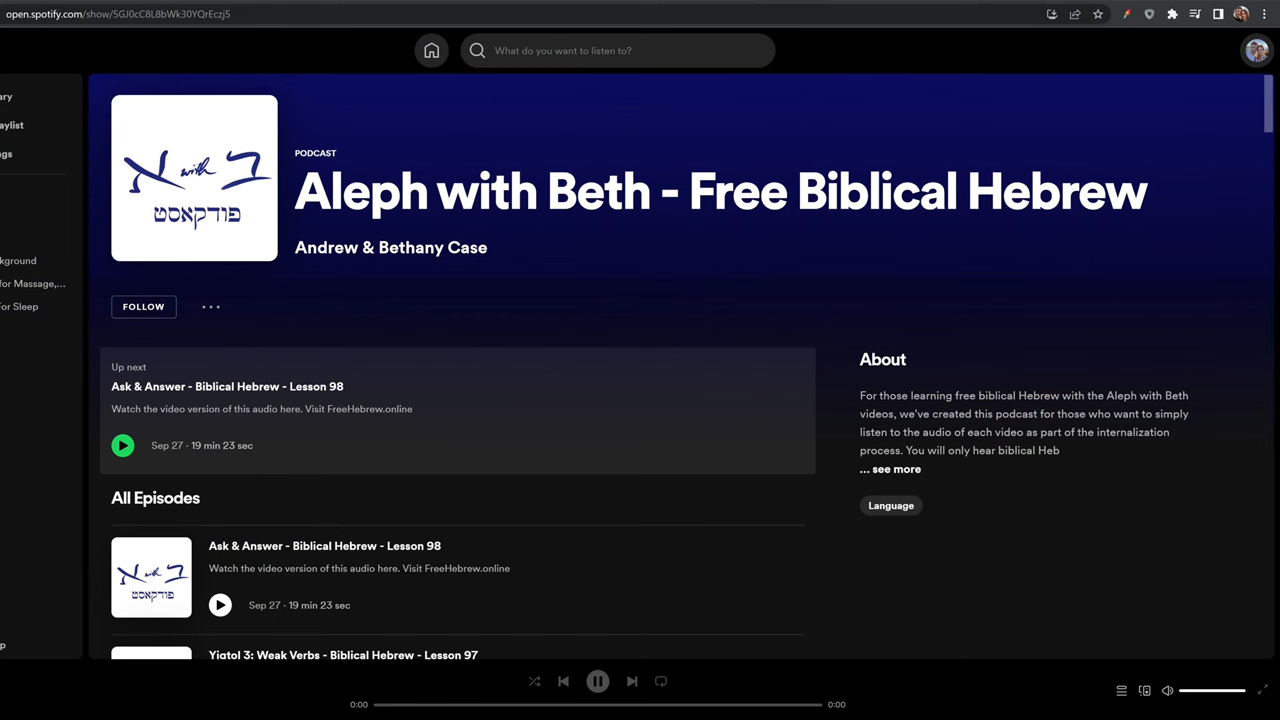 open.spotify.com/show/5GJ0cC8L8bWk30YQrEczj5
What do you want to listen to?
ary
aylist
gs
kground
for Massage,...
For Sleep
p
א with ב
פודקאסט
PODCAST
Aleph with Beth - Free Biblical Hebrew
Andrew & Bethany Case
FOLLOW
Up next
Ask & Answer - Biblical Hebrew - Lesson 98
Watch the video version of this audio here. Visit FreeHebrew.online
Sep 27 · 19 min 23 sec
All Episodes
א with ב
פודקאסט
Ask & Answer - Biblical Hebrew - Lesson 98
Watch the video version of this audio here. Visit FreeHebrew.online
Sep 27 · 19 min 23 sec
Yiqtol 3: Weak Verbs - Biblical Hebrew - Lesson 97
About
For those learning free biblical Hebrew with the Aleph with Beth
videos, we've created this podcast for those who want to simply
listen to the audio of each video as part of the internalization
process. You will only hear biblical Heb
... see more
Language
0:00
0:00